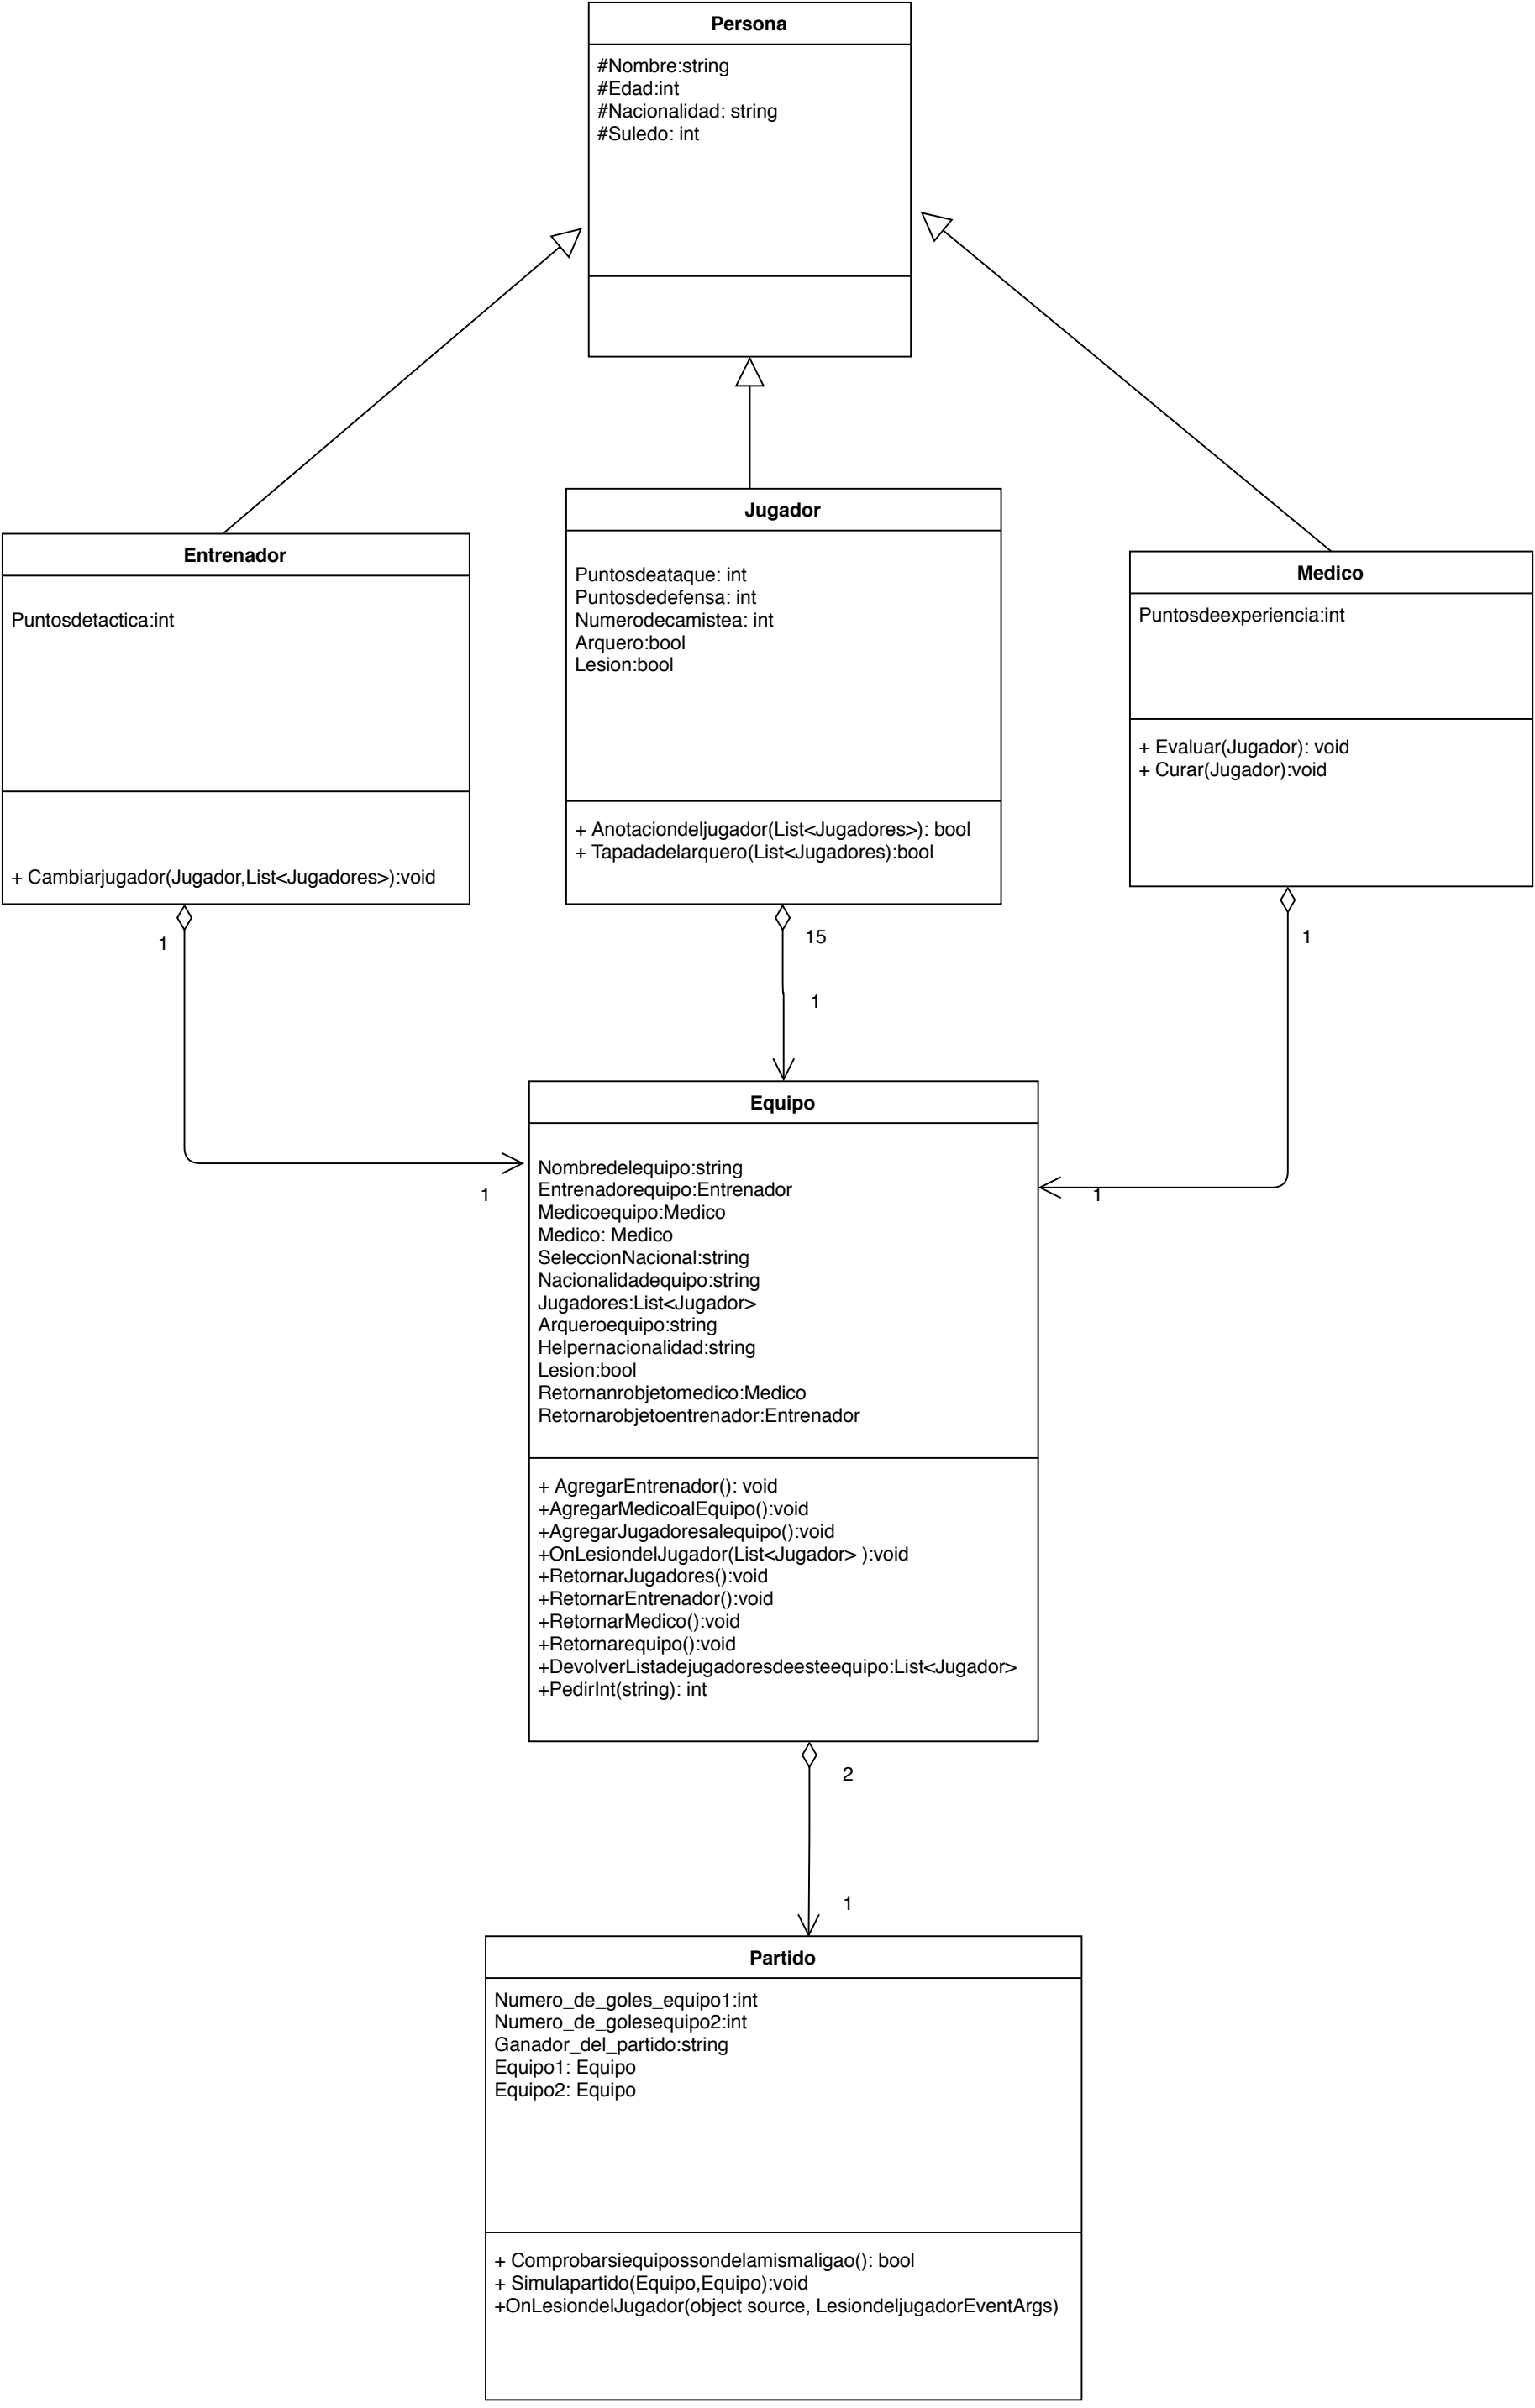 Persona
#Nombre:string
#Edad:int
#Nacionalidad: string
#Suledo: int
Entrenador
Puntosdetactica:int
+ Cambiarjugador(Jugador,List<Jugadores>):void
Jugador
Puntosdeataque: int
Puntosdedefensa: int
Numerodecamistea: int
Arquero:bool
Lesion:bool
+ Anotaciondeljugador(List<Jugadores>): bool
+ Tapadadelarquero(List<Jugadores):bool
Medico
Puntosdeexperiencia:int
+ Evaluar(Jugador): void
+ Curar(Jugador):void
1
15
1
1
1
1
Equipo
Nombredelequipo:string
Entrenadorequipo:Entrenador
Medicoequipo:Medico
Medico: Medico
SeleccionNacional:string
Nacionalidadequipo:string
Jugadores:List<Jugador>
Arqueroequipo:string
Helpernacionalidad:string
Lesion:bool
Retornanrobjetomedico:Medico
Retornarobjetoentrenador:Entrenador
+ AgregarEntrenador(): void
+AgregarMedicoalEquipo():void
+AgregarJugadoresalequipo():void
+OnLesiondelJugador(List<Jugador> ):void
+RetornarJugadores():void
+RetornarEntrenador():void
+RetornarMedico():void
+Retornarequipo():void
+DevolverListadejugadoresdeesteequipo:List<Jugador>
+PedirInt(string): int
2
1
Partido
Numero_de_goles_equipo1:int
Numero_de_golesequipo2:int
Ganador_del_partido:string
Equipo1: Equipo
Equipo2: Equipo
+ Comprobarsiequipossondelamismaligao(): bool
+ Simulapartido(Equipo,Equipo):void
+OnLesiondelJugador(object source, LesiondeljugadorEventArgs)